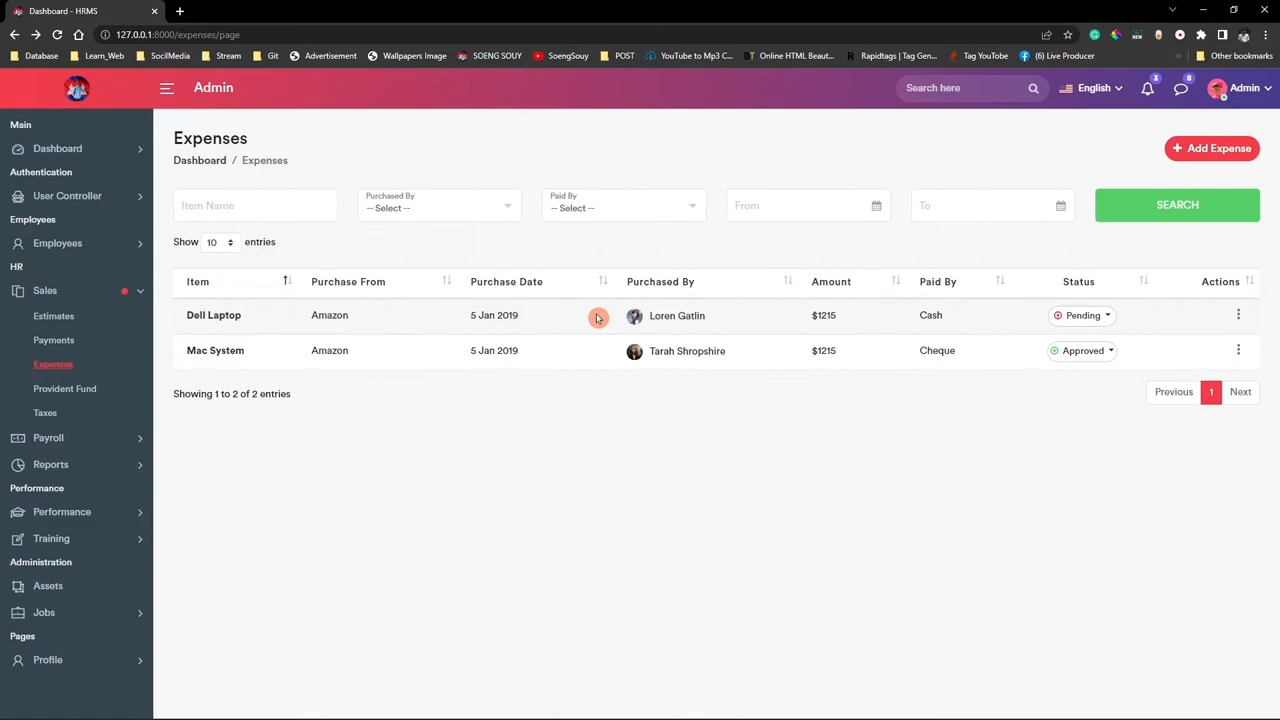 Dashboard - HRMS
127.0.0.1:8000/expenses/page
Database Learn_Web SocilMedia Stream Git Advertisement Wallpapers Image SOENG SOUY SoengSouy POST YouTube to Mp3 C... Online HTML Beaut... Rapidtags | Tag Gen... Tag YouTube (6) Live Producer Other bookmarks
Admin
Search here
English
3
8
Admin
Main
Dashboard
Authentication
User Controller
Employees
Employees
HR
Sales
Estimates
Payments
Expenses
Provident Fund
Taxes
Payroll
Reports
Performance
Performance
Training
Administration
Assets
Jobs
Pages
Profile
Expenses
Dashboard / Expenses
+ Add Expense
Item Name
Purchased By
-- Select --
Paid By
-- Select --
From
To
SEARCH
Show 10 entries
Item Purchase From Purchase Date Purchased By Amount Paid By Status Actions
Dell Laptop Amazon 5 Jan 2019 Loren Gatlin $1215 Cash Pending
Mac System Amazon 5 Jan 2019 Tarah Shropshire $1215 Cheque Approved
Showing 1 to 2 of 2 entries
Previous 1 Next